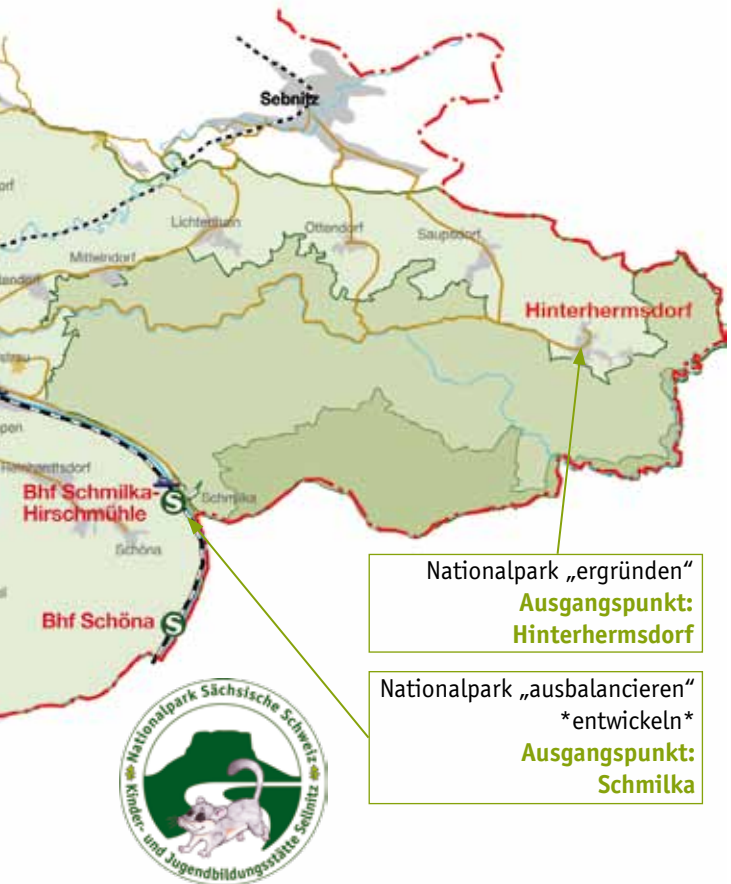 Sebnitz
Lichtenhain
Ottendorf
Saupsdorf
Mittelndorf
Hinterhermsdorf
Reinhardtsdorf
Bhf Schmilka-
Hirschmühle
S
Schmilka
Schöna
Bhf Schöna
S
Nationalpark „ergründen“
Ausgangspunkt:
Hinterhermsdorf
Nationalpark „ausbalancieren“
*entwickeln*
Ausgangspunkt:
Schmilka
Nationalpark Sächsische Schweiz
Kinder- und Jugendbildungsstätte Sellnitz